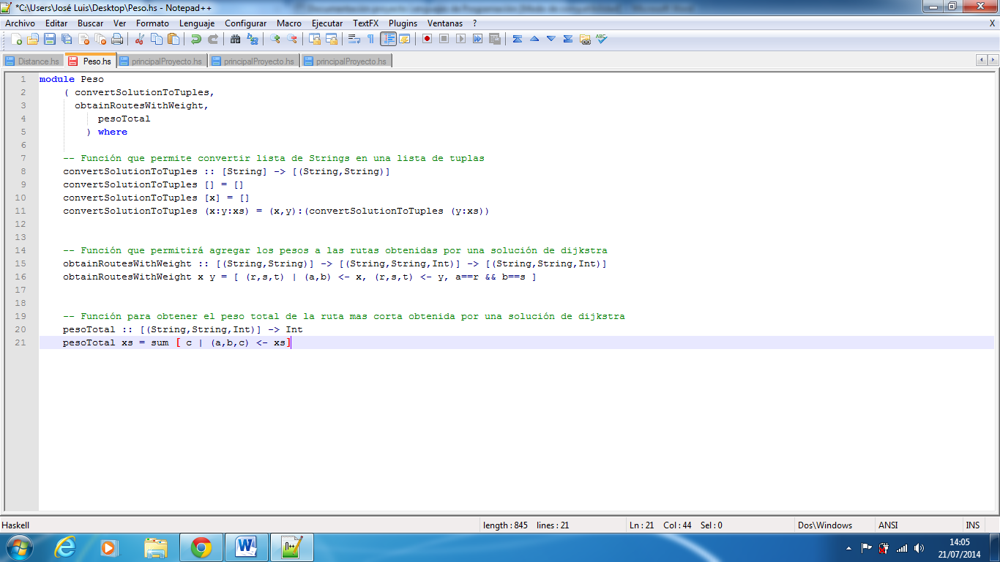 *C:\Users\José Luis\Desktop\Peso.hs - Notepad++
Archivo Editar Buscar Ver Formato Lenguaje Configurar Macro Ejecutar TextFX Plugins Ventanas ? X
Distance.hs Peso.hs principalProyecto.hs principalProyecto.hs principalProyecto.hs
1 module Peso
2 ( convertSolutionToTuples,
3 obtainRoutesWithWeight,
4 pesoTotal
5 ) where
6
7 -- Función que permite convertir lista de Strings en una lista de tuplas
8 convertSolutionToTuples :: [String] -> [(String,String)]
9 convertSolutionToTuples [] = []
10 convertSolutionToTuples [x] = []
11 convertSolutionToTuples (x:y:xs) = (x,y):(convertSolutionToTuples (y:xs))
12
13
14 -- Función que permitirá agregar los pesos a las rutas obtenidas por una solución de dijkstra
15 obtainRoutesWithWeight :: [(String,String)] -> [(String,String,Int)] -> [(String,String,Int)]
16 obtainRoutesWithWeight x y = [ (r,s,t) | (a,b) <- x, (r,s,t) <- y, a==r && b==s ]
17
18
19 -- Función para obtener el peso total de la ruta mas corta obtenida por una solución de dijkstra
20 pesoTotal :: [(String,String,Int)] -> Int
21 pesoTotal xs = sum [ c | (a,b,c) <- xs]
Haskell length : 845 lines : 21 Ln : 21 Col : 44 Sel : 0 Dos\Windows ANSI INS
14:05
21/07/2014